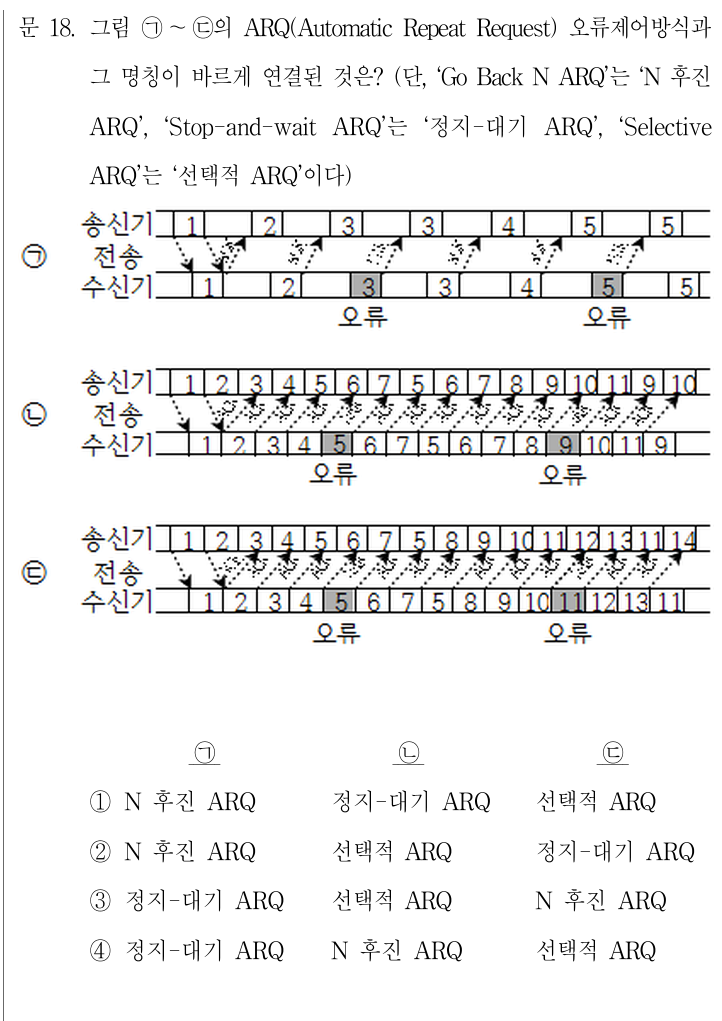 문 18. 그림 ㉠ ~ ㉢의 ARQ(Automatic Repeat Request) 오류제어방식과
그 명칭이 바르게 연결된 것은? (단, ‘Go Back N ARQ’는 ‘N 후진
ARQ’, ‘Stop-and-wait ARQ’는 ‘정지-대기 ARQ’, ‘Selective
ARQ’는 ‘선택적 ARQ’이다)
송신기 1 2 3 3 4 5 5
㉠ 전송
수신기 1 2 3 3 4 5 5
오류 오류
송신기 1 2 3 4 5 6 7 5 6 7 8 9 10 11 9 10
㉡ 전송
수신기 1 2 3 4 5 6 7 5 6 7 8 9 10 11 9
오류 오류
송신기 1 2 3 4 5 6 7 5 8 9 10 11 12 13 11 14
㉢ 전송
수신기 1 2 3 4 5 6 7 5 8 9 10 11 12 13 11
오류 오류
㉠ ㉡ ㉢
① N 후진 ARQ 정지-대기 ARQ 선택적 ARQ
② N 후진 ARQ 선택적 ARQ 정지-대기 ARQ
③ 정지-대기 ARQ 선택적 ARQ N 후진 ARQ
④ 정지-대기 ARQ N 후진 ARQ 선택적 ARQ